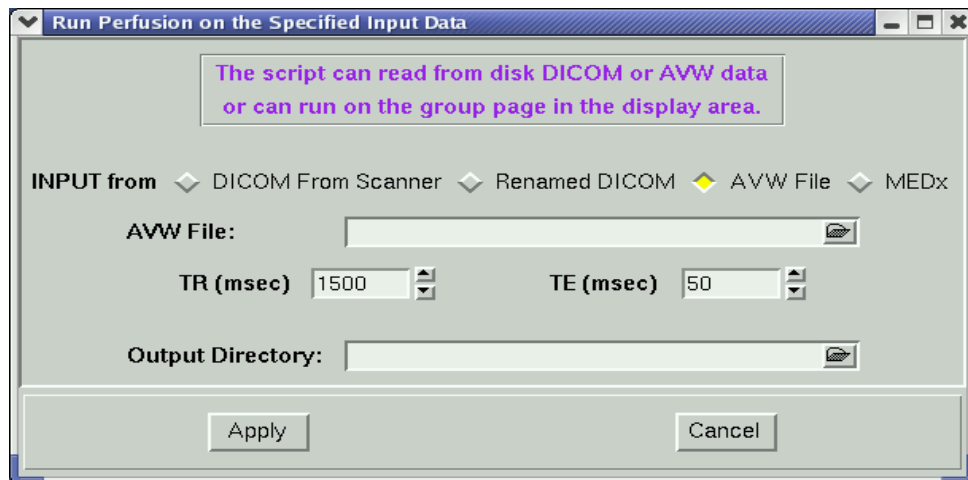 Run Perfusion on the Specified Input Data
The script can read from disk DICOM or AVW data
or can run on the group page in the display area.
INPUT from DICOM From Scanner Renamed DICOM AVW File MEDx
AVW File:
TR (msec) 1500 TE (msec) 50
Output Directory:
Apply Cancel